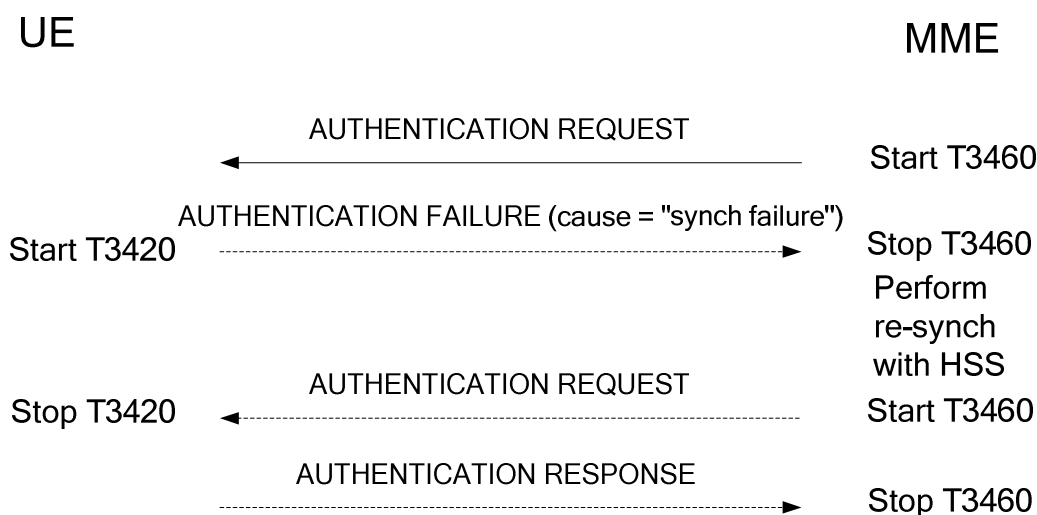 UE
MME
AUTHENTICATION REQUEST
Start T3460
AUTHENTICATION FAILURE (cause = "synch failure")
Start T3420
Stop T3460
Perform
re-synch
with HSS
AUTHENTICATION REQUEST
Stop T3420
Start T3460
AUTHENTICATION RESPONSE
Stop T3460